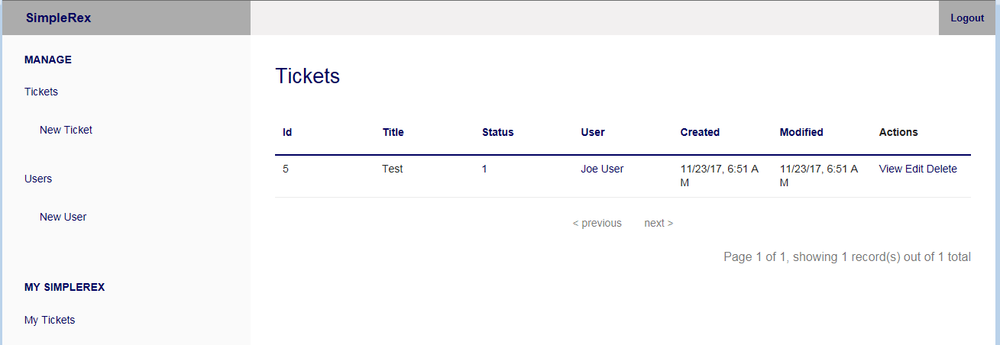 SimpleRex
Logout
MANAGE
Tickets
New Ticket
Users
New User
MY SIMPLEREX
My Tickets
Tickets
Id Title Status User Created Modified Actions
5 Test 1 Joe User 11/23/17, 6:51 A 11/23/17, 6:51 A View Edit Delete
M M
< previous next >
Page 1 of 1, showing 1 record(s) out of 1 total